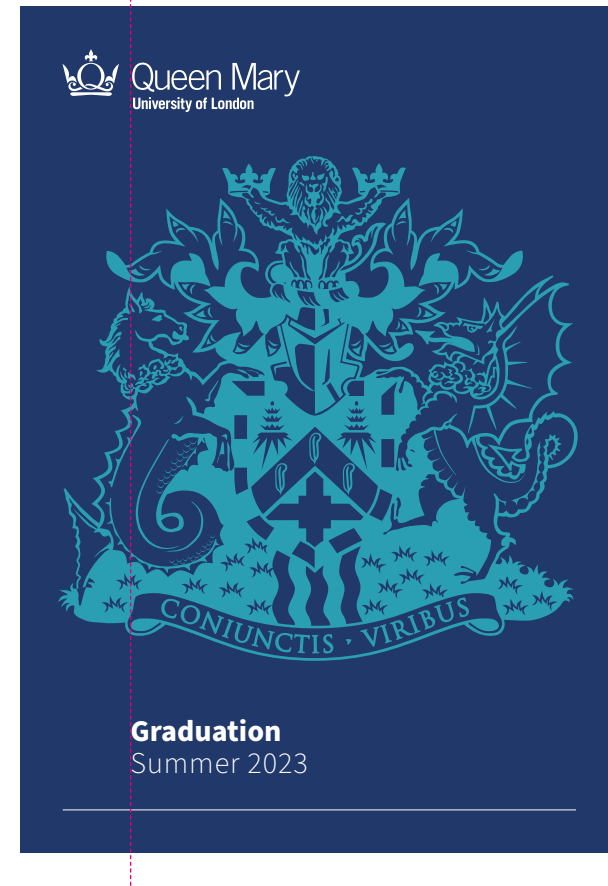 Queen Mary
University of London
CONIUNCTIS · VIRIBUS
Graduation
Summer 2023